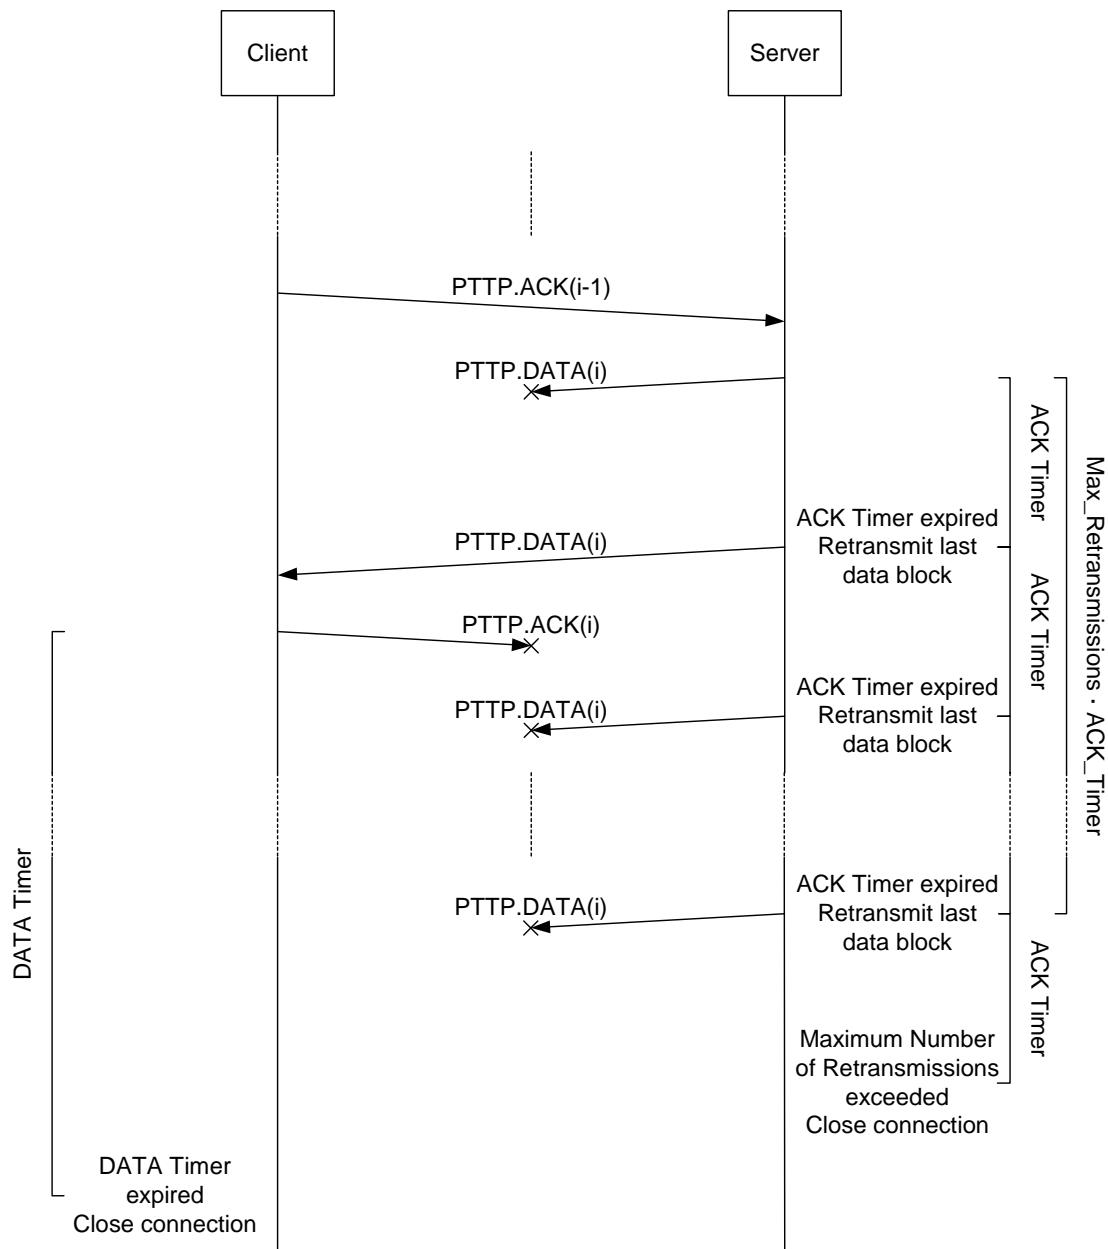 Client
Server
PTTP.ACK(i-1)
PTTP.DATA(i)
ACK Timer
Max_Retransmissions · ACK_Timer
ACK Timer expired
Retransmit last
data block
PTTP.DATA(i)
ACK Timer
PTTP.ACK(i)
ACK Timer expired
Retransmit last
data block
PTTP.DATA(i)
DATA Timer
ACK Timer expired
Retransmit last
data block
PTTP.DATA(i)
ACK Timer
Maximum Number
of Retransmissions
exceeded
Close connection
DATA Timer
expired
Close connection